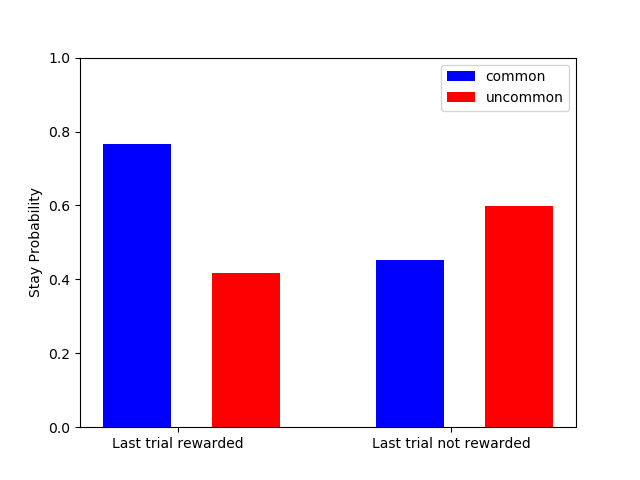 1.0
0.8
0.6
0.4
0.2
0.0
Stay Probability
common
uncommon
Last trial rewarded
Last trial not rewarded